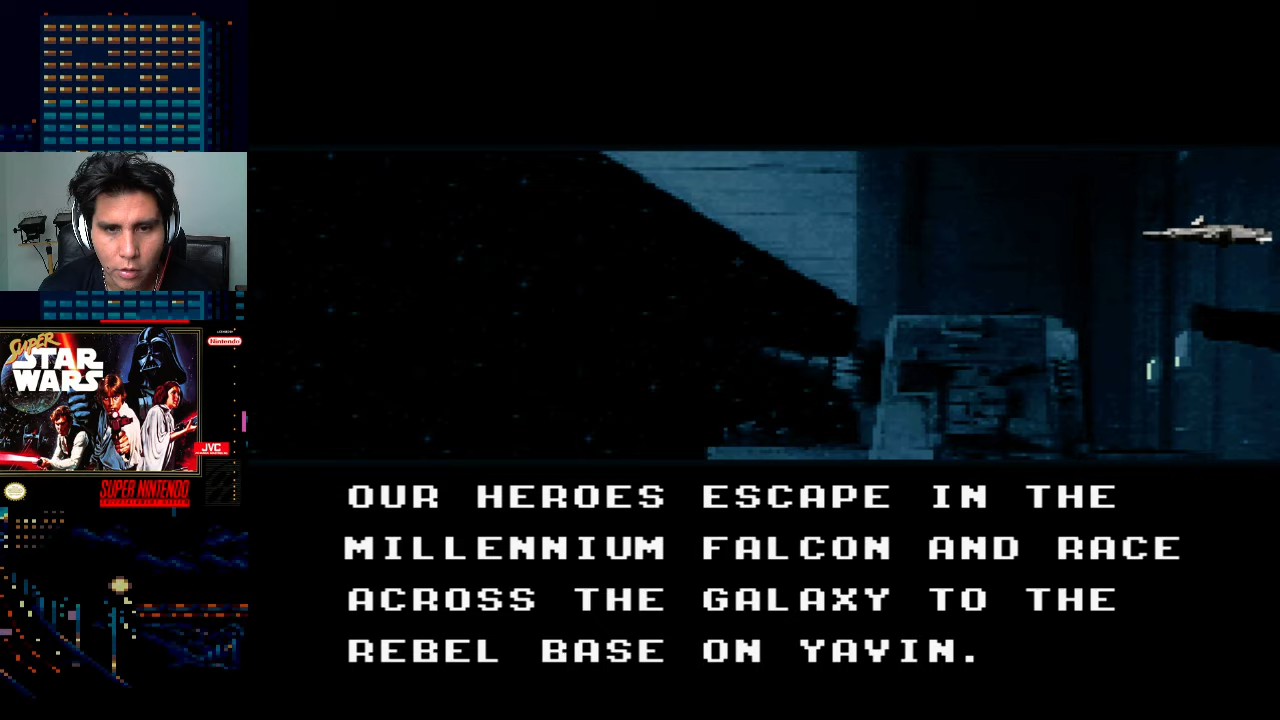 SUPER
STAR
WARS
Nintendo
JVC
SUPER NINTENDO
OUR HEROES ESCAPE IN THE
MILLENNIUM FALCON AND RACE
ACROSS THE GALAXY TO THE
REBEL BASE ON YAVIN.